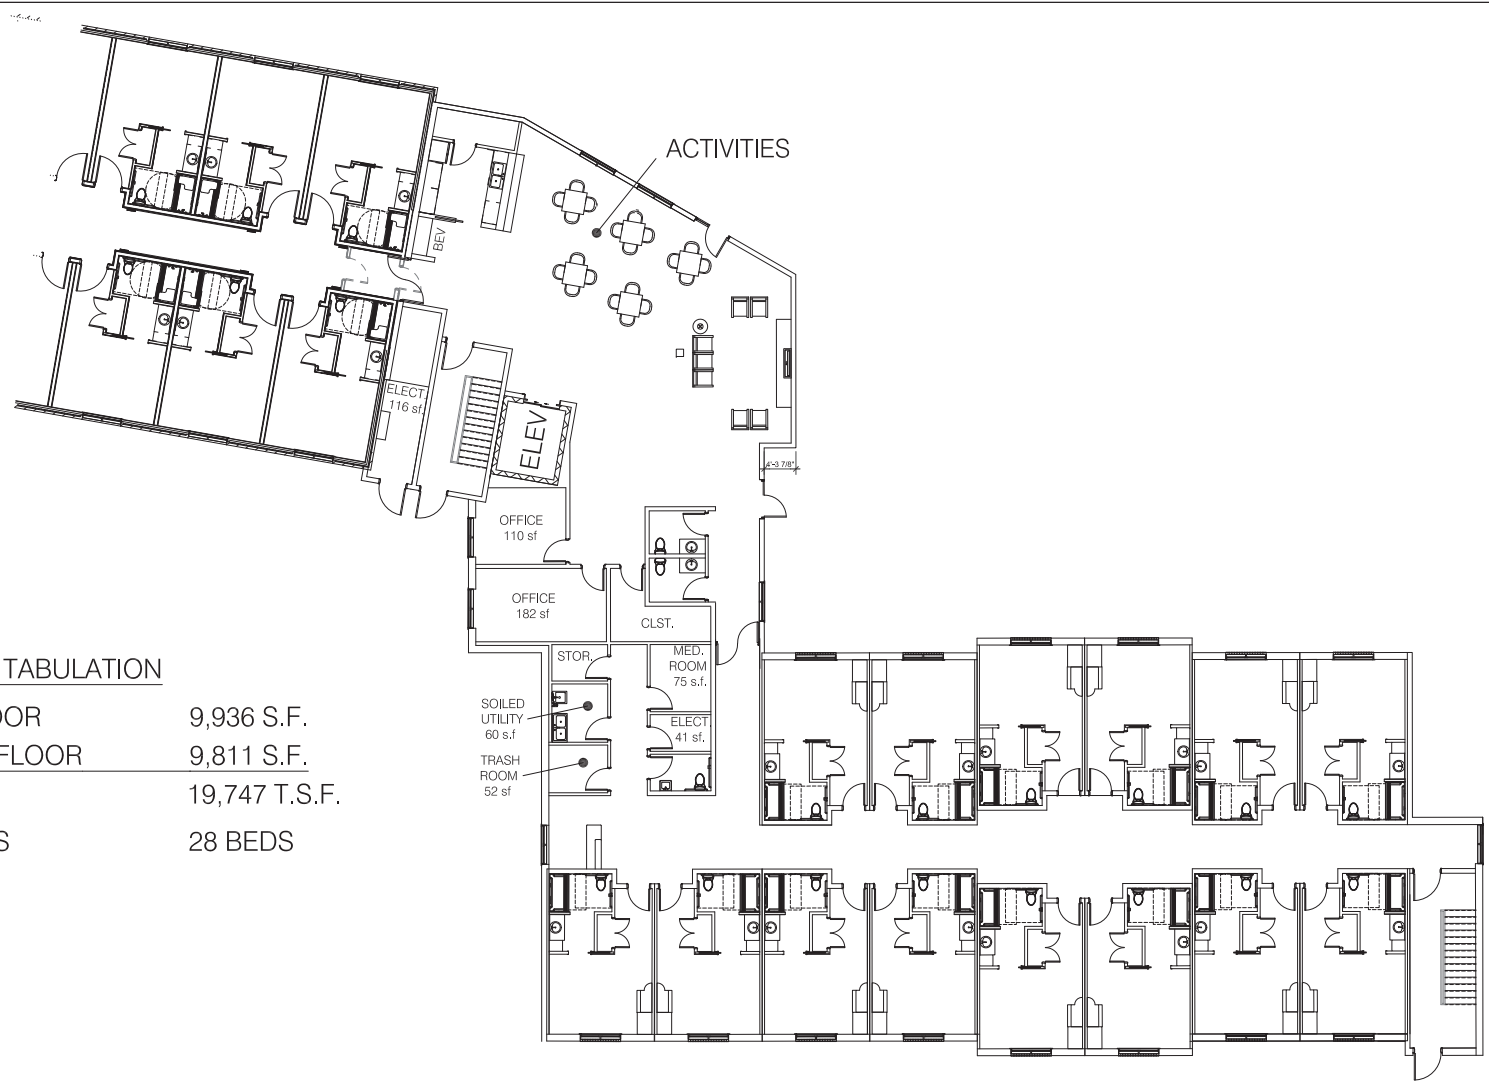 ACTIVITIES
BEV
ELECT.
116 sf.
ELEV
4'-3 7/8"
OFFICE
110 sf
OFFICE
182 sf
CLST.
STOR.
MED.
ROOM
75 s.f.
SOILED
UTILITY
60 s.f
ELECT.
41 sf.
TRASH
ROOM
52 sf
TABULATION
OOR 9,936 S.F.
FLOOR 9,811 S.F.
19,747 T.S.F.
S 28 BEDS